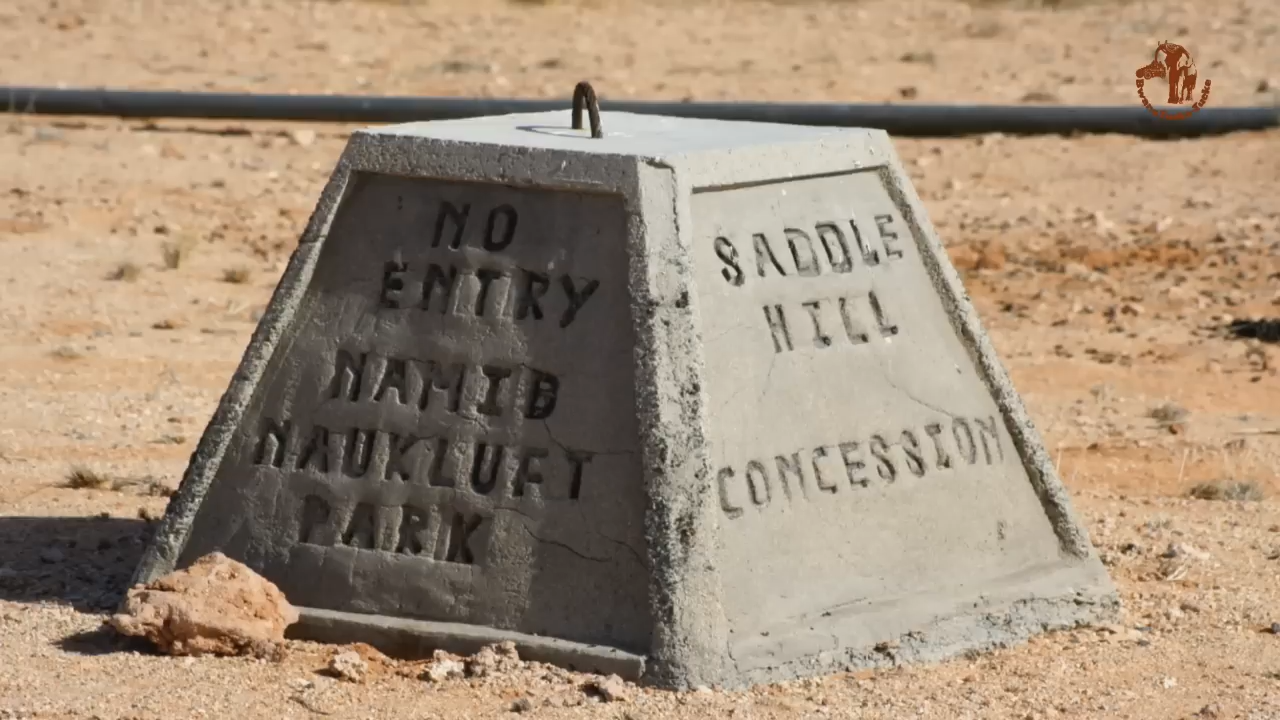 NO
ENTRY
NAMIB
NAUKLUFT
PARK
SADDLE
HILL
CONCESSION